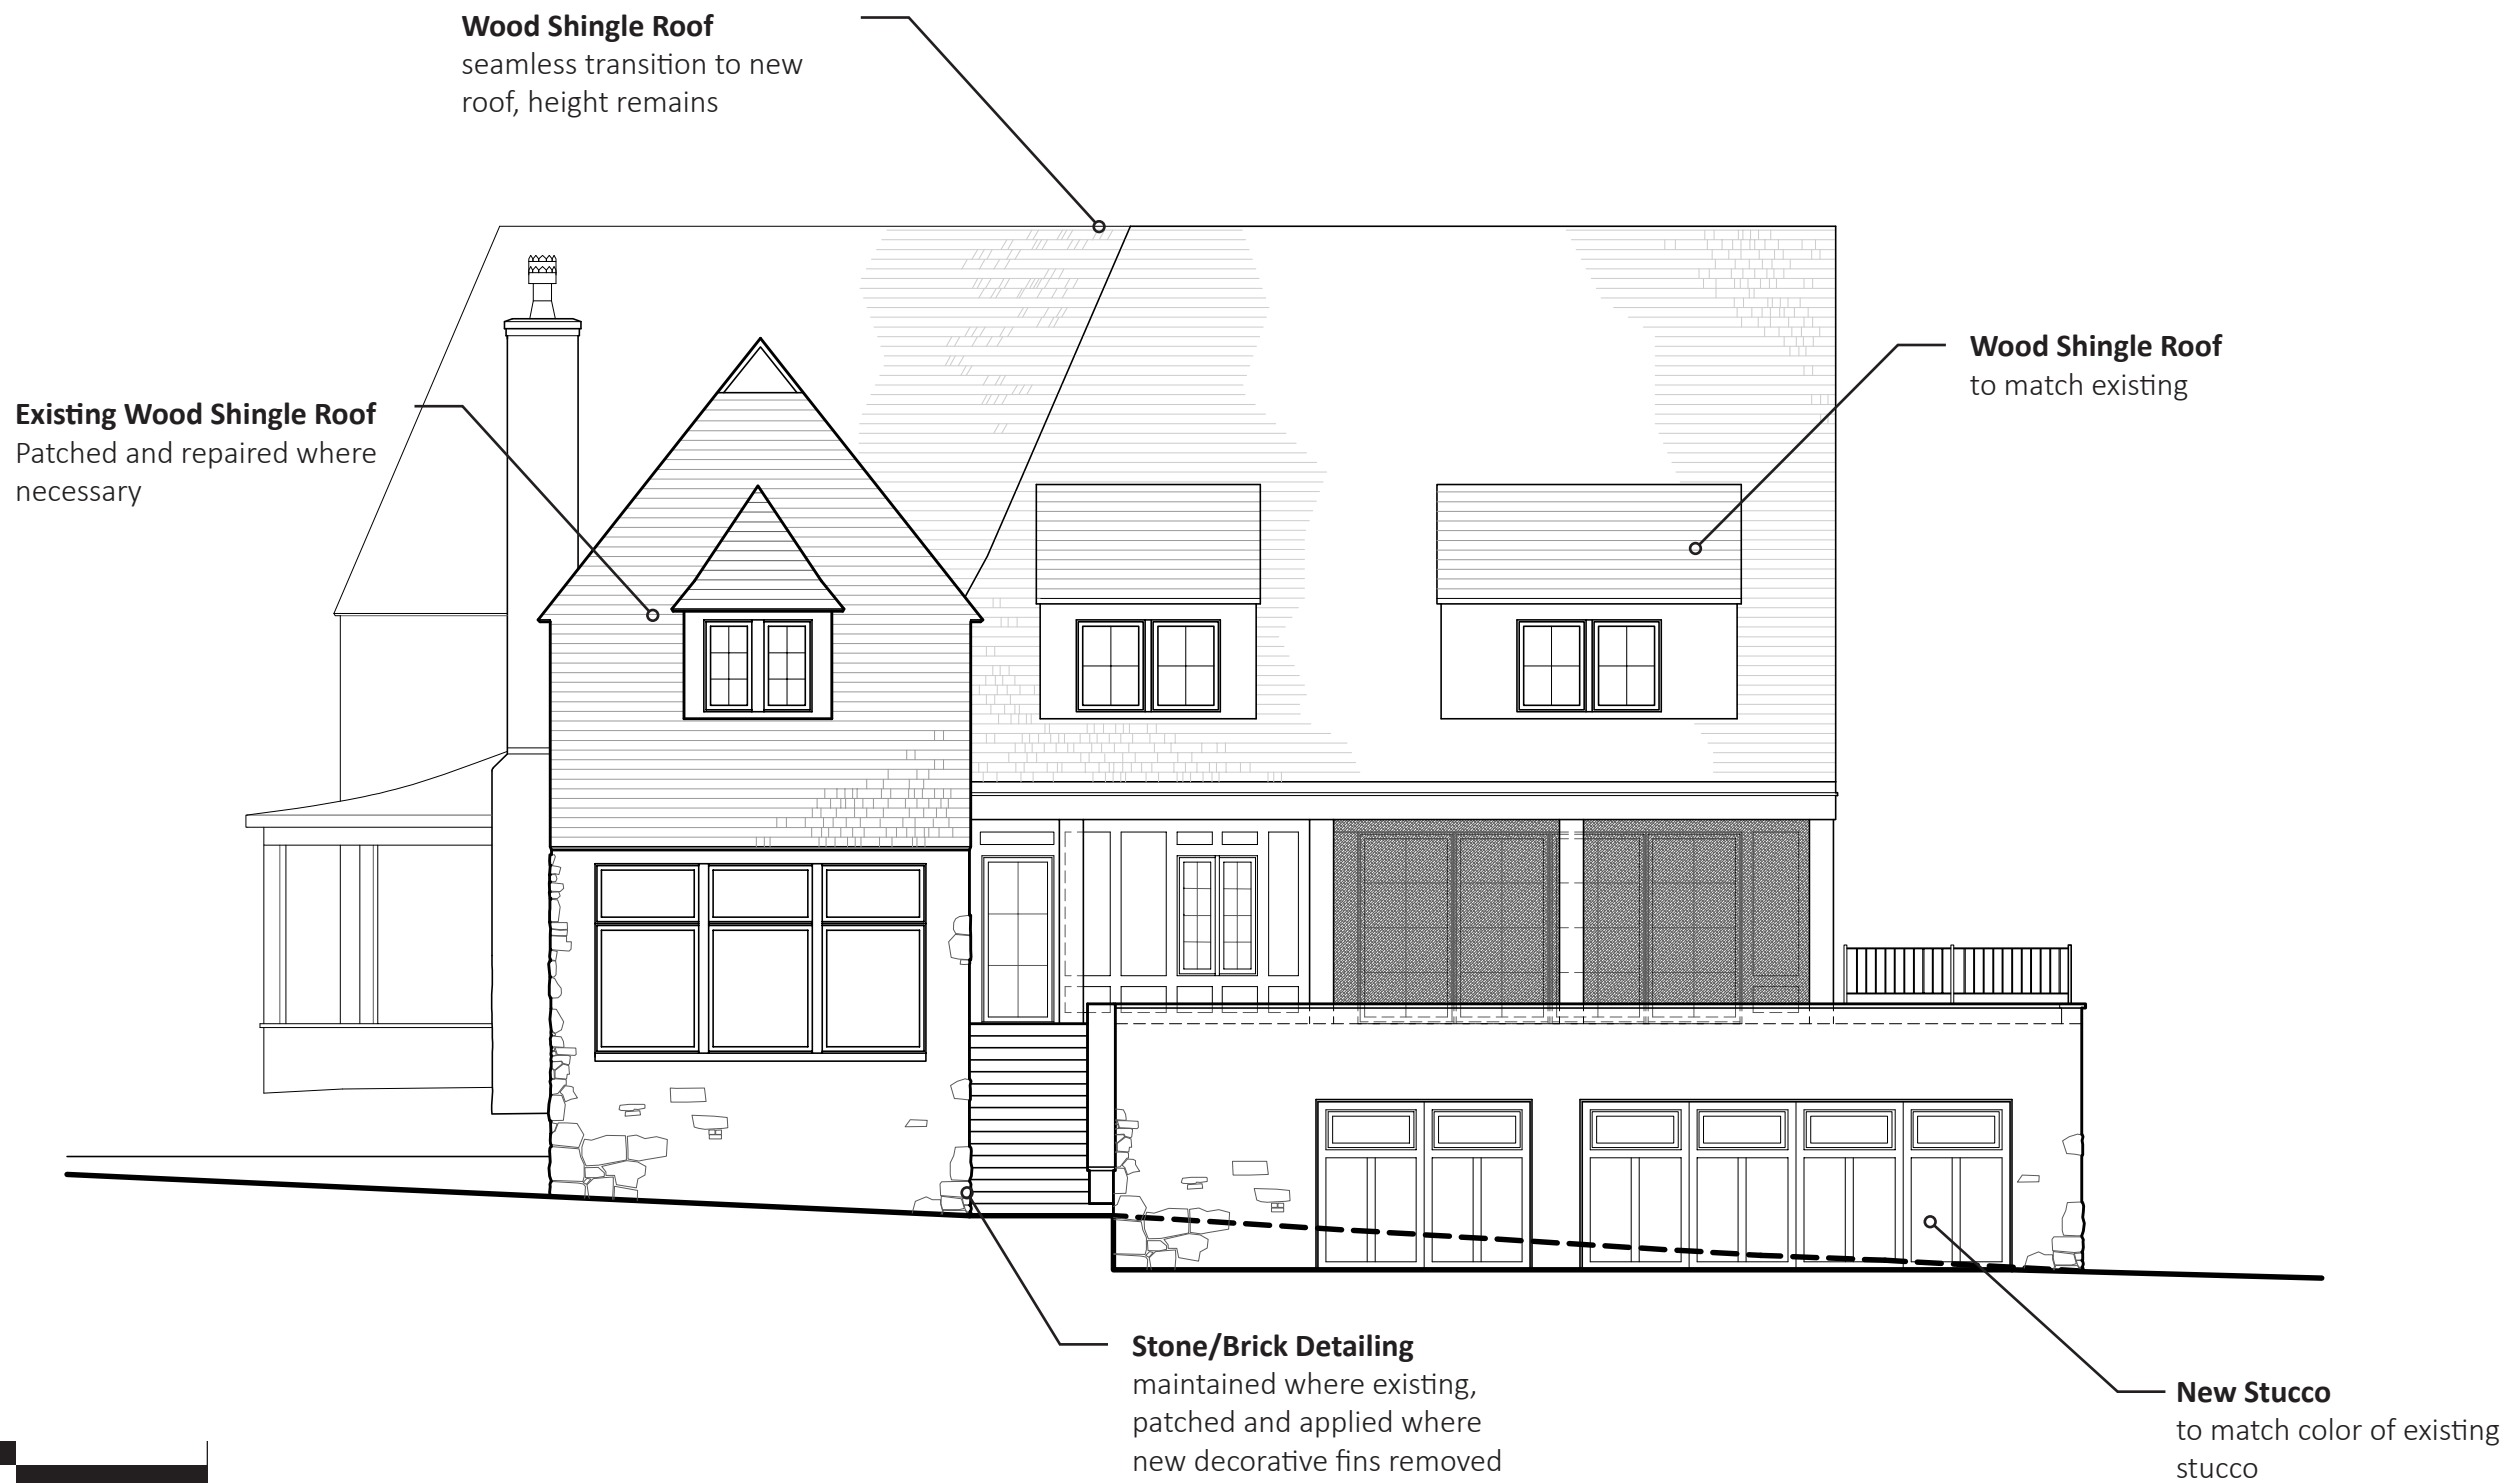 Wood Shingle Roof
seamless transition to new
roof, height remains
Wood Shingle Roof
to match existing
Existing Wood Shingle Roof
Patched and repaired where
necessary
Stone/Brick Detailing
maintained where existing,
patched and applied where
new decorative fins removed
New Stucco
to match color of existing
stucco